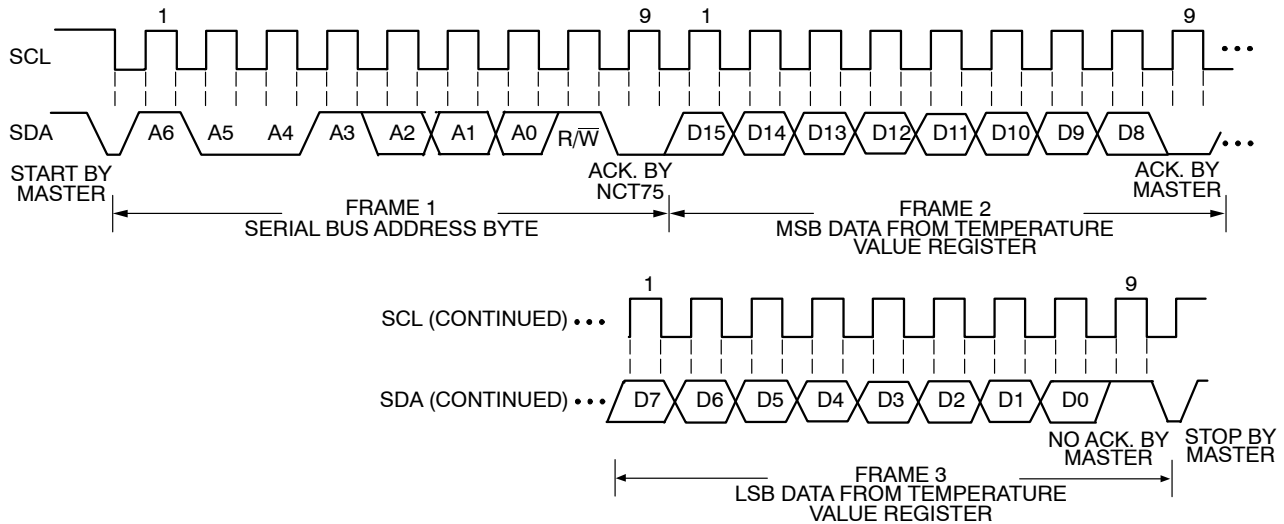 1 9 1 9
SCL
SDA A6 A5 A4 A3 A2 A1 A0 R/W̅ D15 D14 D13 D12 D11 D10 D9 D8
START BY
MASTER
ACK. BY
NCT75
ACK. BY
MASTER
FRAME 1
SERIAL BUS ADDRESS BYTE
FRAME 2
MSB DATA FROM TEMPERATURE
VALUE REGISTER
1 9
SCL (CONTINUED)
SDA (CONTINUED) D7 D6 D5 D4 D3 D2 D1 D0
NO ACK. BY
MASTER
STOP BY
MASTER
FRAME 3
LSB DATA FROM TEMPERATURE
VALUE REGISTER